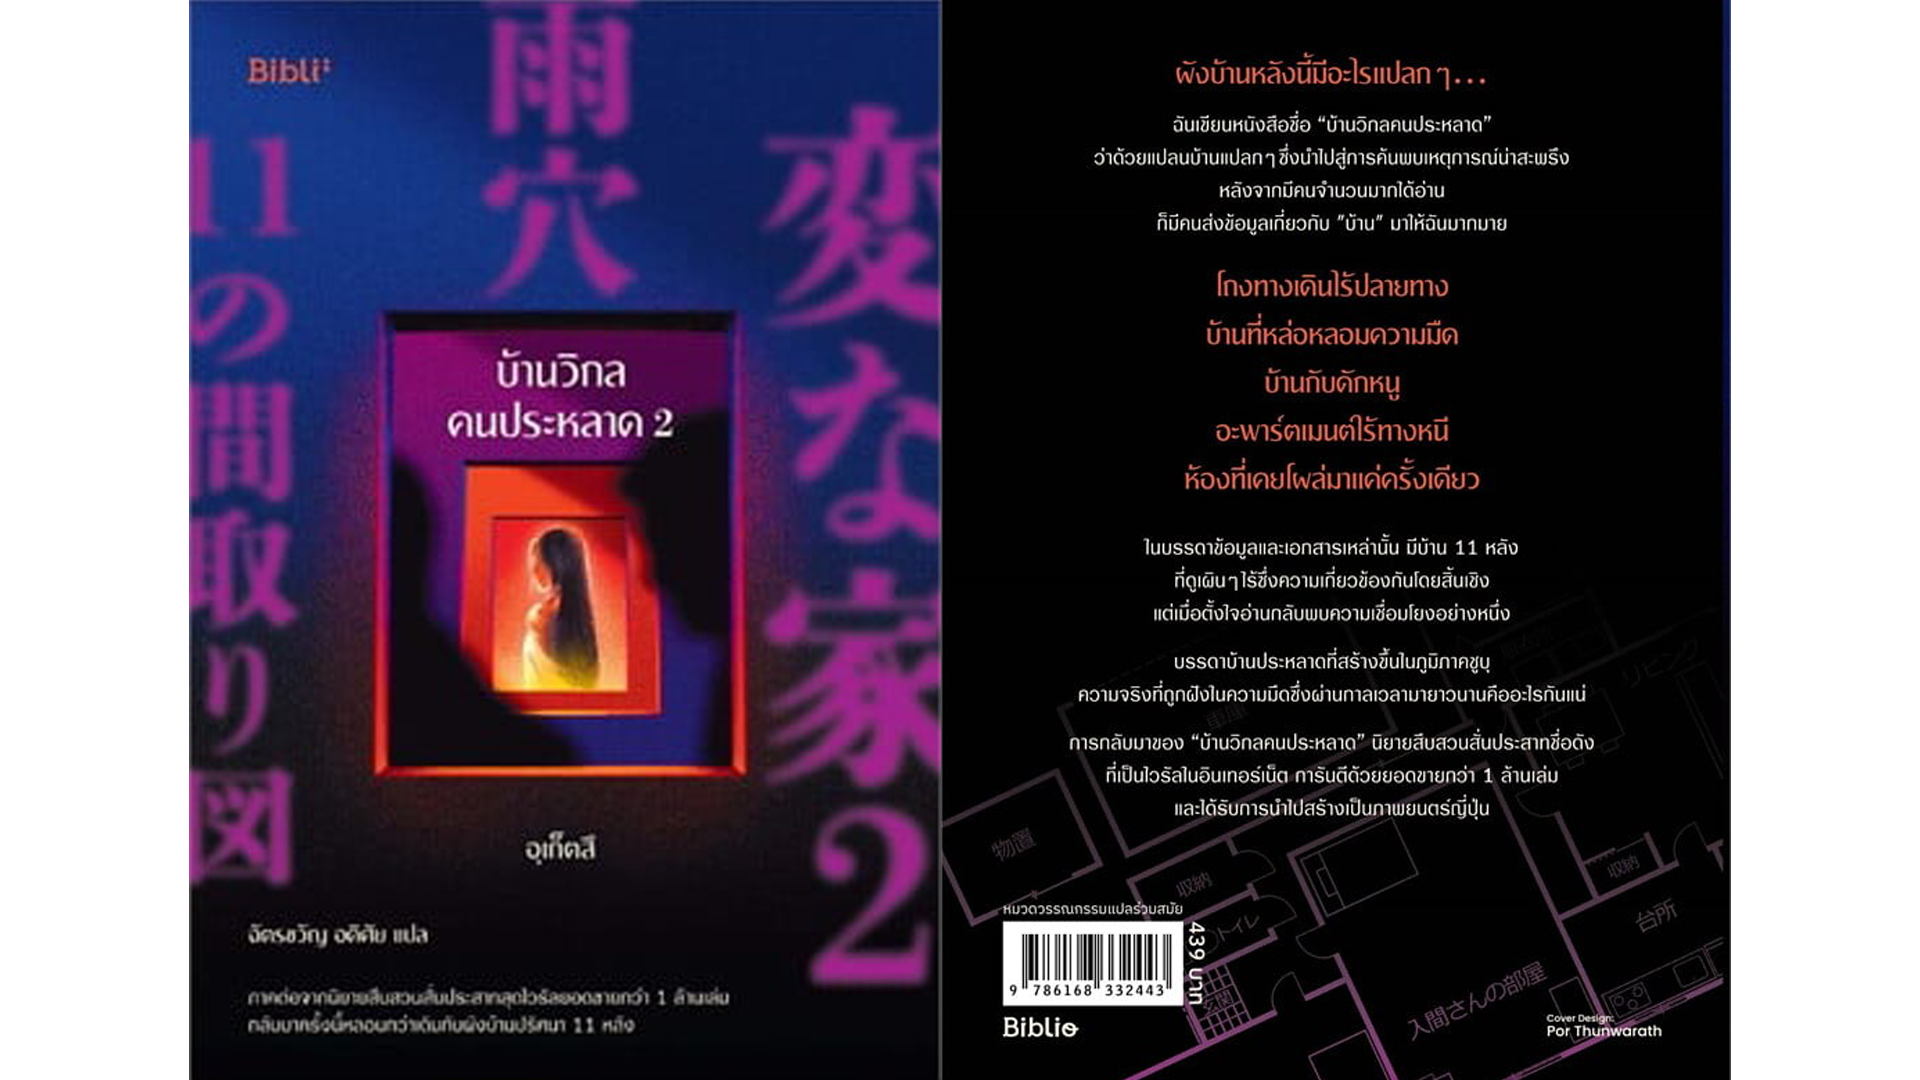 Bibli
雨穴
変な家2
11の間取り図
บ้านวิกล
คนประหลาด 2
อุเก็ตสึ
ฉัตรขวัญ อดิศัย แปล
ภาคต่อจากนิยายสืบสวนสั่นประสาทสุดไวรัลยอดขายกว่า 1 ล้านเล่ม
กลับมาครั้งนี้หลอนกว่าเดิมกับผังบ้านปริศนา 11 หลัง
ผังบ้านหลังนี้มีอะไรแปลก ๆ...
ฉันเขียนหนังสือชื่อ “บ้านวิกลคนประหลาด”
ว่าด้วยแปลนบ้านแปลก ๆ ซึ่งนำไปสู่การค้นพบเหตุการณ์น่าสะพรึง
หลังจากมีคนจำนวนมากได้อ่าน
ก็มีคนส่งข้อมูลเกี่ยวกับ "บ้าน" มาให้ฉันมากมาย
โถงทางเดินไร้ปลายทาง
บ้านที่หล่อหลอมความมืด
บ้านกับดักหนู
อะพาร์ตเมนต์ไร้ทางหนี
ห้องที่เคยโผล่มาแค่ครั้งเดียว
ในบรรดาข้อมูลและเอกสารเหล่านั้น มีบ้าน 11 หลัง
ที่ดูเผิน ๆ ไร้ซึ่งความเกี่ยวข้องกันโดยสิ้นเชิง
แต่เมื่อตั้งใจอ่านกลับพบความเชื่อมโยงอย่างหนึ่ง
บรรดาบ้านประหลาดที่สร้างขึ้นในภูมิภาคชูบุ
ความจริงที่ถูกฝังในความมืดซึ่งผ่านกาลเวลามายาวนานคืออะไรกันแน่
การกลับมาของ “บ้านวิกลคนประหลาด” นิยายสืบสวนสั่นประสาทชื่อดัง
ที่เป็นไวรัลในอินเทอร์เน็ต การันตีด้วยยอดขายกว่า 1 ล้านเล่ม
และได้รับการนำไปสร้างเป็นภาพยนตร์ญี่ปุ่น
リビング
車庫
物置
収納
収納
トイレ
台所
玄関
入間さんの部屋
หมวดวรรณกรรมแปลร่วมสมัย
439 บาท
9 786168 332443
Biblio
Cover Design:
Por Thunwarath